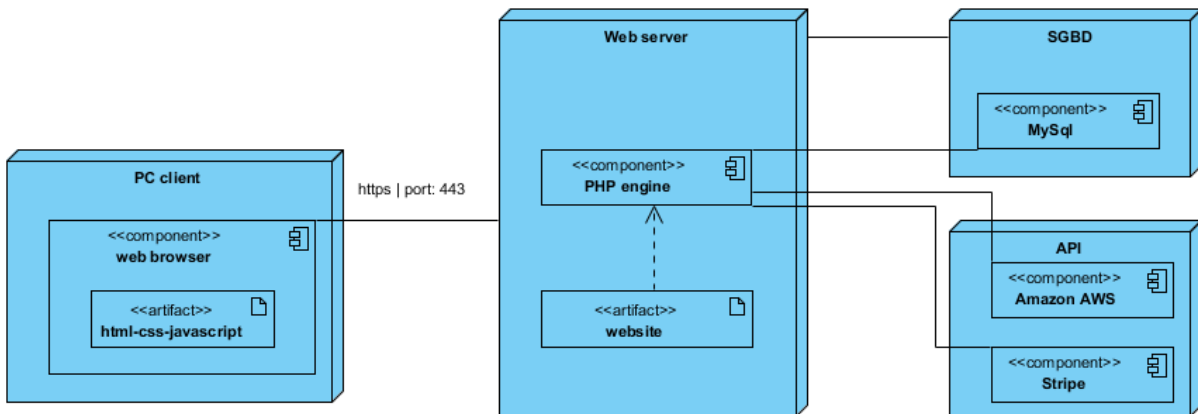 PC client
<<component>>
web browser
<<artifact>>
html-css-javascript
https | port: 443
Web server
<<component>>
PHP engine
<<artifact>>
website
SGBD
<<component>>
MySql
API
<<component>>
Amazon AWS
<<component>>
Stripe